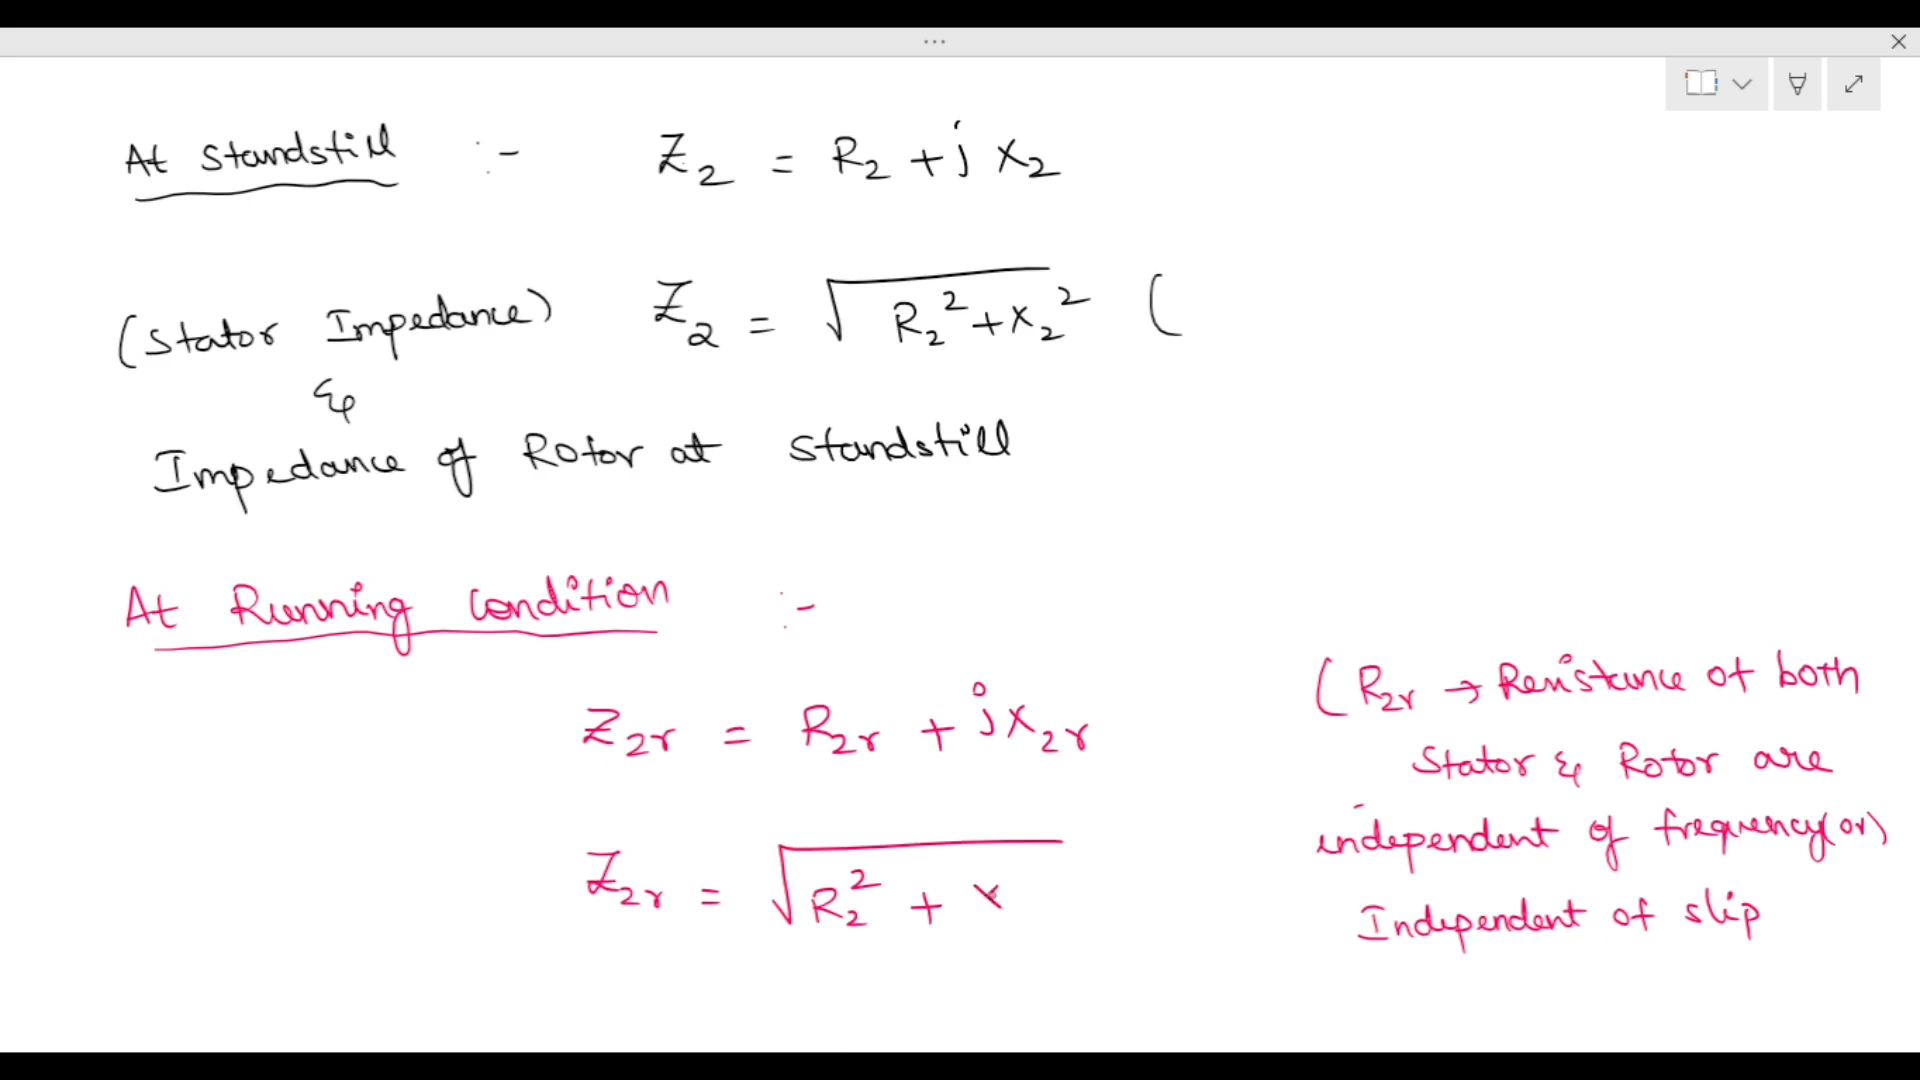 At Standstill :- Z₂ = R₂ + j X₂
(Stator Impedance) Z₂ = √(R₂² + X₂²) (
&
Impedance of Rotor at Standstill
At Running Condition :-
Z₂r = R₂r + jX₂r
Z₂r = √(R₂² + X
(R₂r → Resistance of both
Stator & Rotor are
independent of frequency(or)
Independent of slip